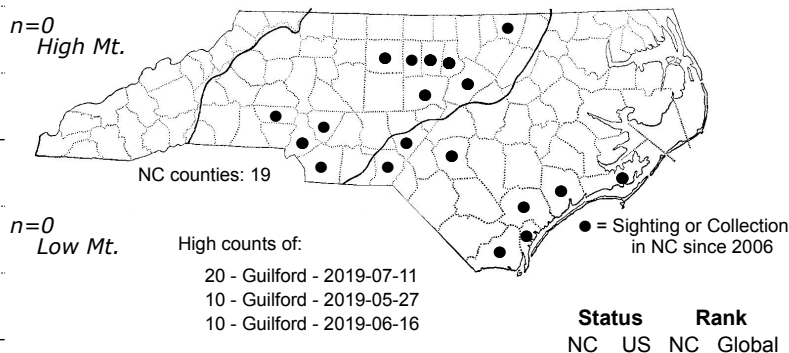 n=0
High Mt.
NC counties: 19
n=0
Low Mt.
High counts of:
20 - Guilford - 2019-07-11
10 - Guilford - 2019-05-27
10 - Guilford - 2019-06-16
● = Sighting or Collection
in NC since 2006
Status Rank
NC US NC Global